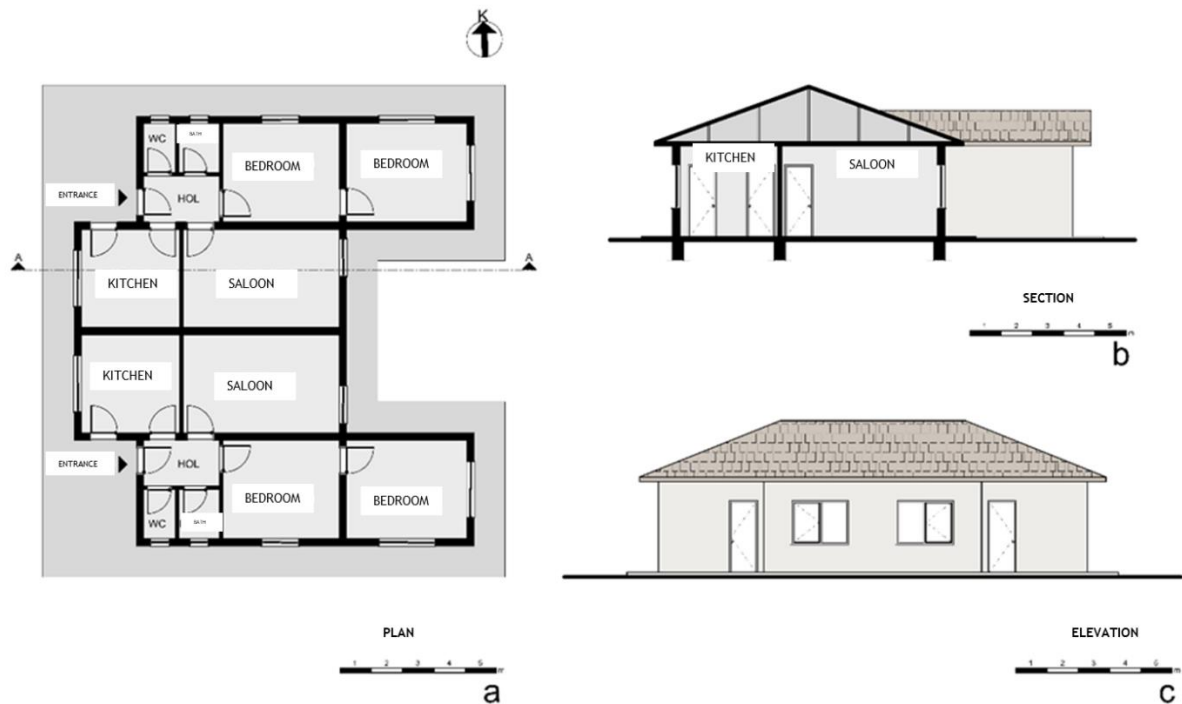 K
WC
BATH
BEDROOM
BEDROOM
ENTRANCE
HOL
A
A
KITCHEN
SALOON
KITCHEN
SALOON
ENTRANCE
HOL
BEDROOM
BEDROOM
WC
BATH
PLAN
1 2 3 4 5 m
a
KITCHEN
SALOON
SECTION
1 2 3 4 5 m
b
ELEVATION
1 2 3 4 5 m
c